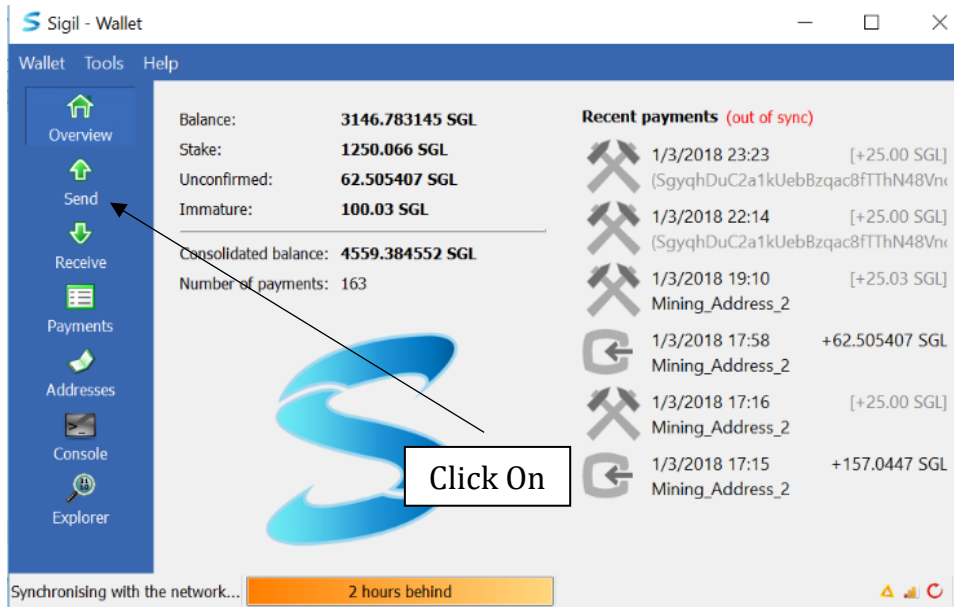 Sigil - Wallet
Wallet Tools Help
Overview
Send
Receive
Payments
Addresses
Console
Explorer
Balance: 3146.783145 SGL
Stake: 1250.066 SGL
Unconfirmed: 62.505407 SGL
Immature: 100.03 SGL
Consolidated balance: 4559.384552 SGL
Number of payments: 163
Click On
Recent payments (out of sync)
1/3/2018 23:23 [+25.00 SGL]
(SgyqhDuC2a1kUebBzqac8fTThN48Vn
1/3/2018 22:14 [+25.00 SGL]
(SgyqhDuC2a1kUebBzqac8fTThN48Vn
1/3/2018 19:10 [+25.03 SGL]
Mining_Address_2
1/3/2018 17:58 +62.505407 SGL
Mining_Address_2
1/3/2018 17:16 [+25.00 SGL]
Mining_Address_2
1/3/2018 17:15 +157.0447 SGL
Mining_Address_2
Synchronising with the network... 2 hours behind